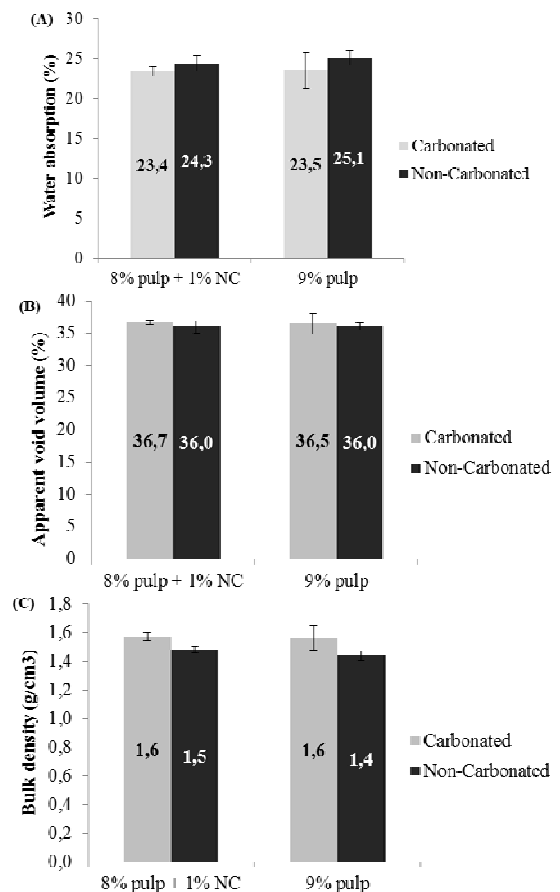 (A)
Water absorption (%)
30
25
20
15
10
5
0
23,4
24,3
23,5
25,1
8% pulp + 1% NC
9% pulp
Carbonated
Non-Carbonated
(B)
Apparent void volume (%)
40
35
30
25
20
15
10
5
0
36,7
36,0
36,5
36,0
8% pulp + 1% NC
9% pulp
Carbonated
Non-Carbonated
(C)
Bulk density (g/cm3)
1,8
1,6
1,4
1,2
1,0
0,8
0,6
0,4
0,2
0,0
1,6
1,5
1,6
1,4
8% pulp 1% NC
9% pulp
Carbonated
Non-Carbonated